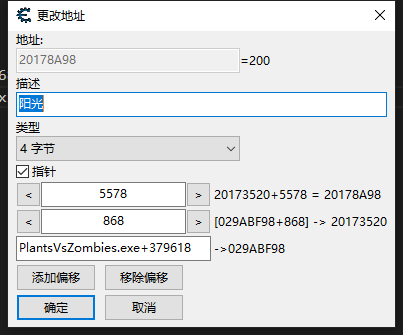 更改地址
地址:
20178A98 =200
描述
阳光
类型
4 字节
指针
< 5578 > 20173520+5578 = 20178A98
< 868 > [029ABF98+868] -> 20173520
PlantsVsZombies.exe+379618 ->029ABF98
添加偏移 移除偏移
确定 取消